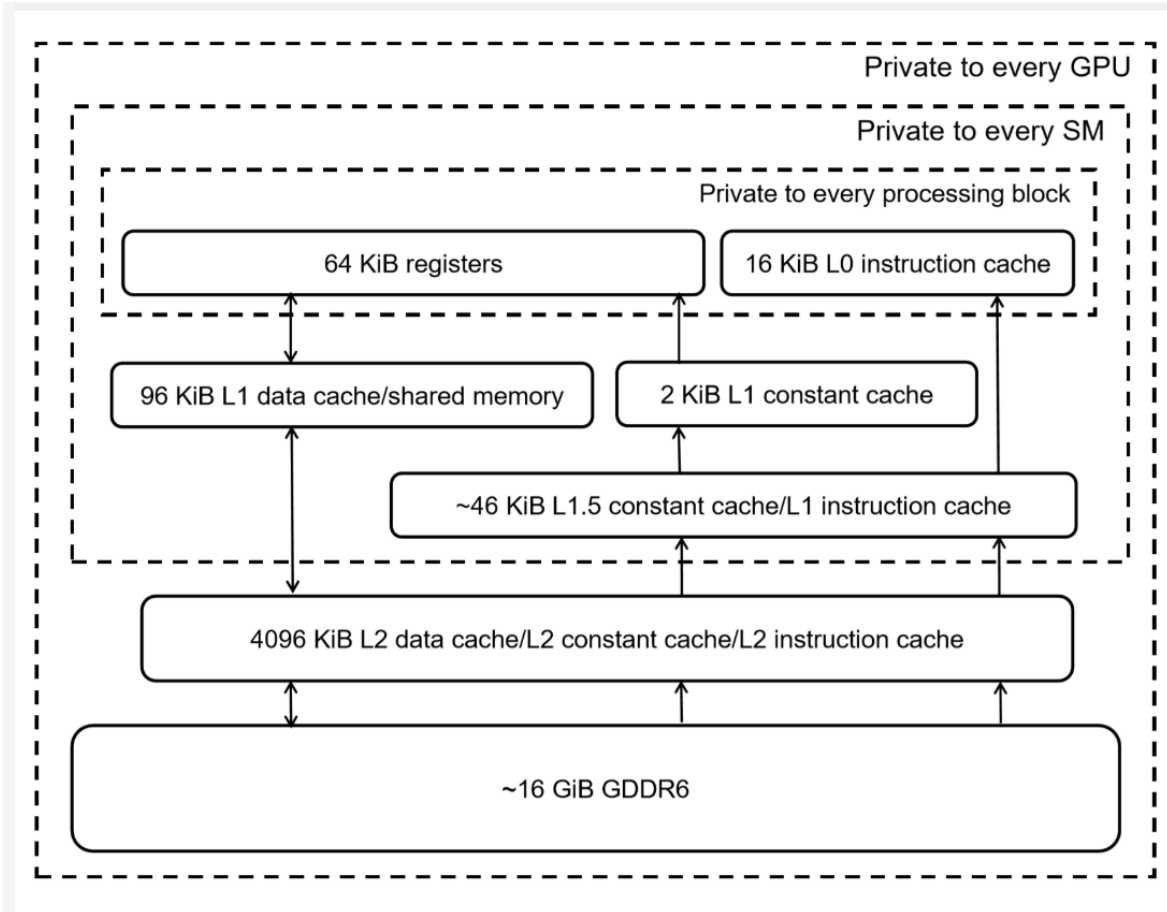 Private to every GPU
Private to every SM
Private to every processing block
64 KiB registers
16 KiB L0 instruction cache
96 KiB L1 data cache/shared memory
2 KiB L1 constant cache
~46 KiB L1.5 constant cache/L1 instruction cache
4096 KiB L2 data cache/L2 constant cache/L2 instruction cache
~16 GiB GDDR6